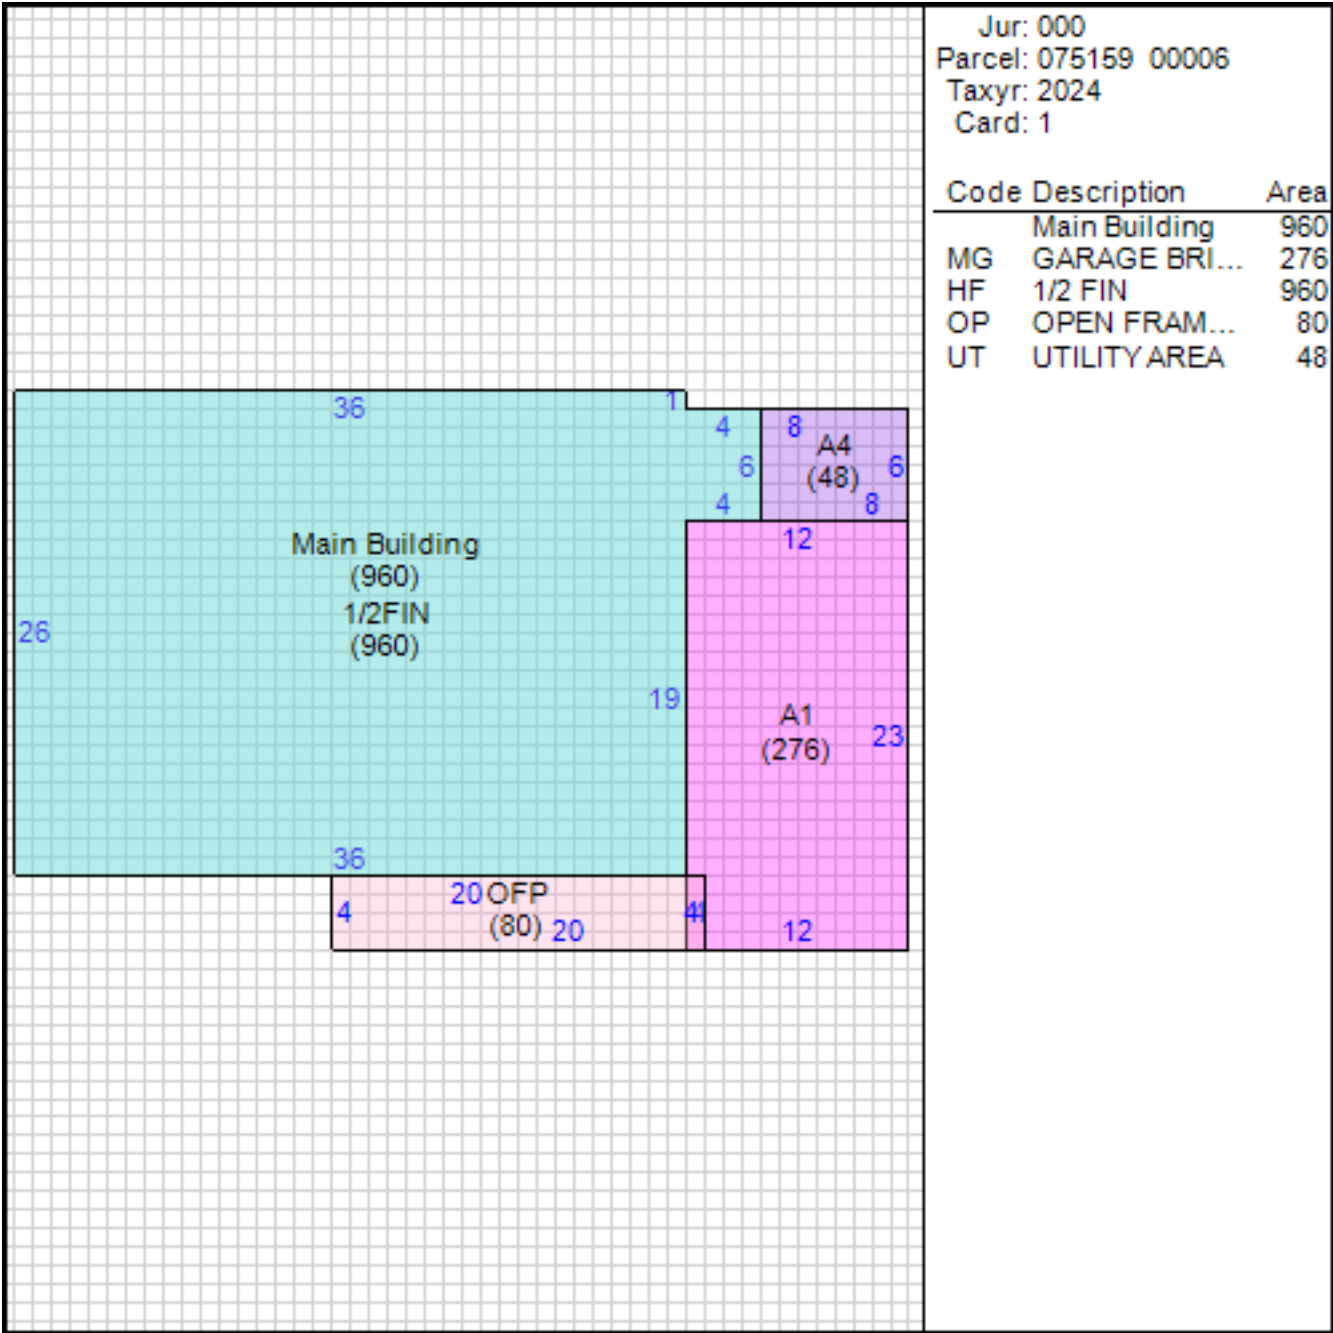 Jur: 000
Parcel: 075159 00006
Taxyr: 2024
Card: 1
Code Description Area
Main Building 960
MG GARAGE BRI... 276
HF 1/2 FIN 960
OP OPEN FRAM... 80
UT UTILITY AREA 48
36
1
4
8
A4
(48)
6
6
4
8
12
Main Building
(960)
1/2FIN
(960)
26
19
A1
(276)
23
36
20 OFP
4
(80) 20
4
4
12